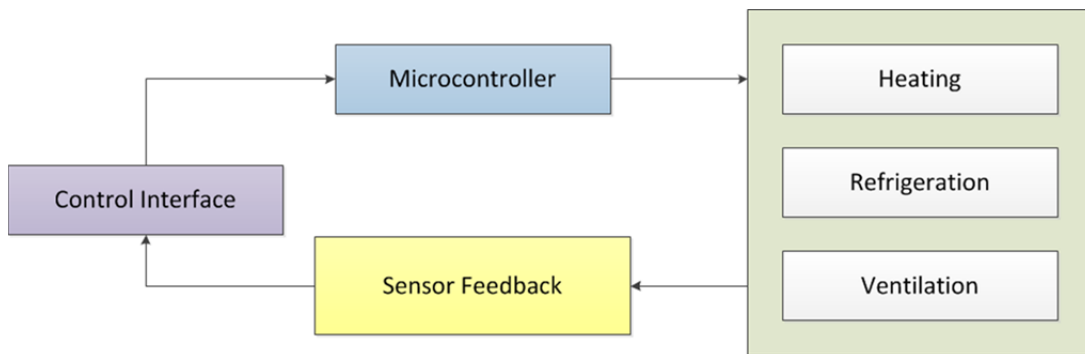 Microcontroller
Heating
Control Interface
Refrigeration
Sensor Feedback
Ventilation